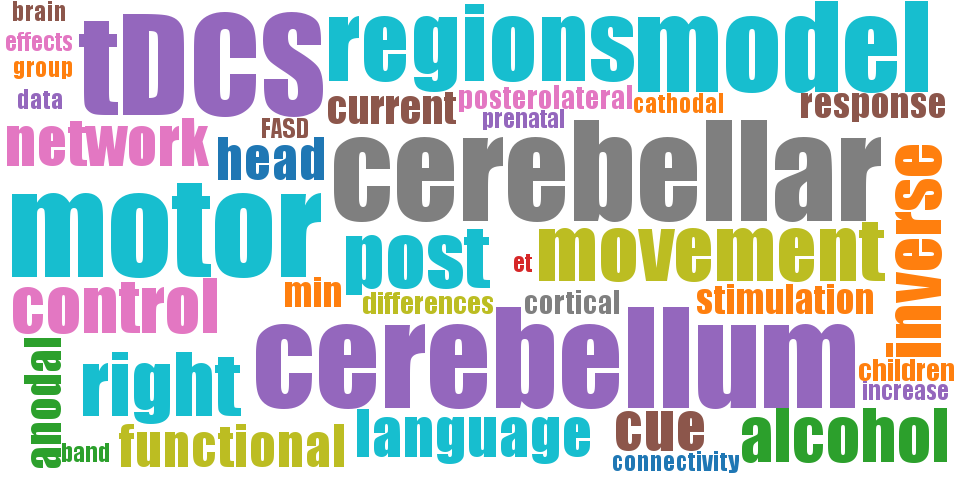 brain
effects
group
data
tDCS
regions
model
current
posterolateral
cathodal
response
prenatal
FASD
network
head
cerebellar
inverse
motor
post
et
movement
control
min
differences
cortical
stimulation
anodal
right
cerebellum
children
increase
band
functional
language
cue
connectivity
alcohol